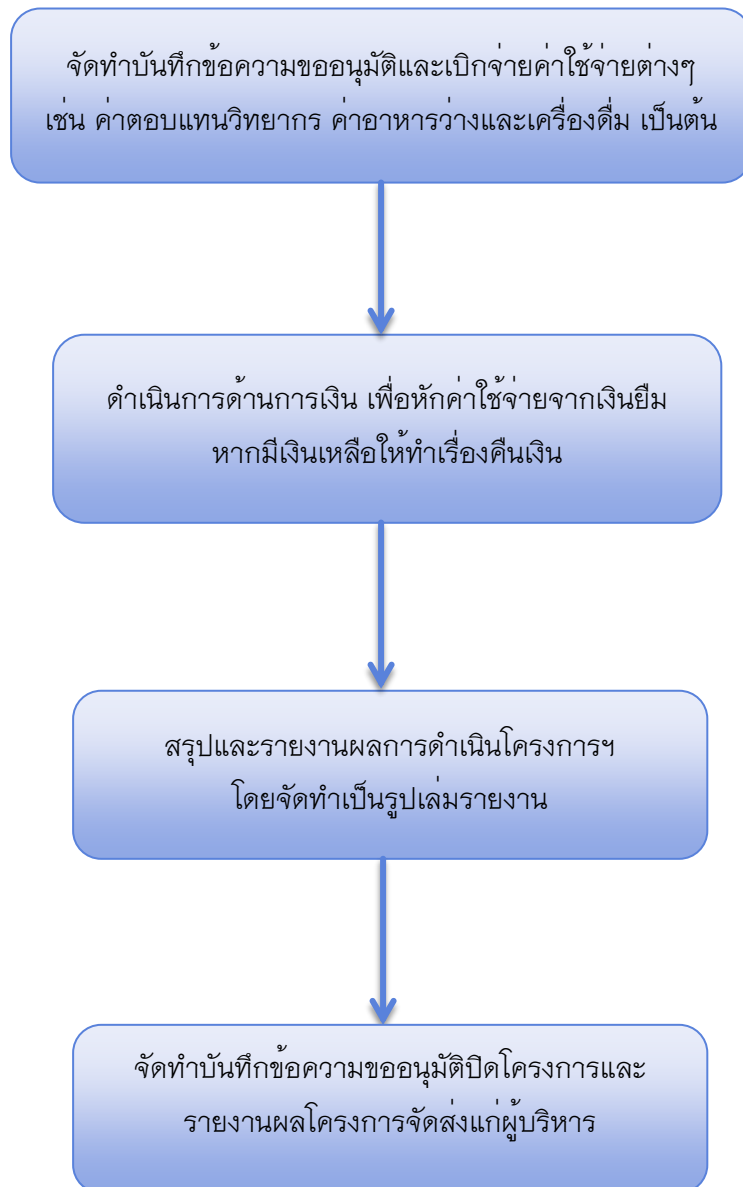 จัดทำบันทึกข้อความขออนุมัติและเบิกจ่ายค่าใช้จ่ายต่างๆ
เช่น ค่าตอบแทนวิทยากร ค่าอาหารว่างและเครื่องดื่ม เป็นต้น
ดำเนินการด้านการเงิน เพื่อหักค่าใช้จ่ายจากเงินยืม
หากมีเงินเหลือให้ทำเรื่องคืนเงิน
สรุปและรายงานผลการดำเนินโครงการฯ
โดยจัดทำเป็นรูปเล่มรายงาน
จัดทำบันทึกข้อความขออนุมัติปิดโครงการและ
รายงานผลโครงการจัดส่งแก่ผู้บริหาร